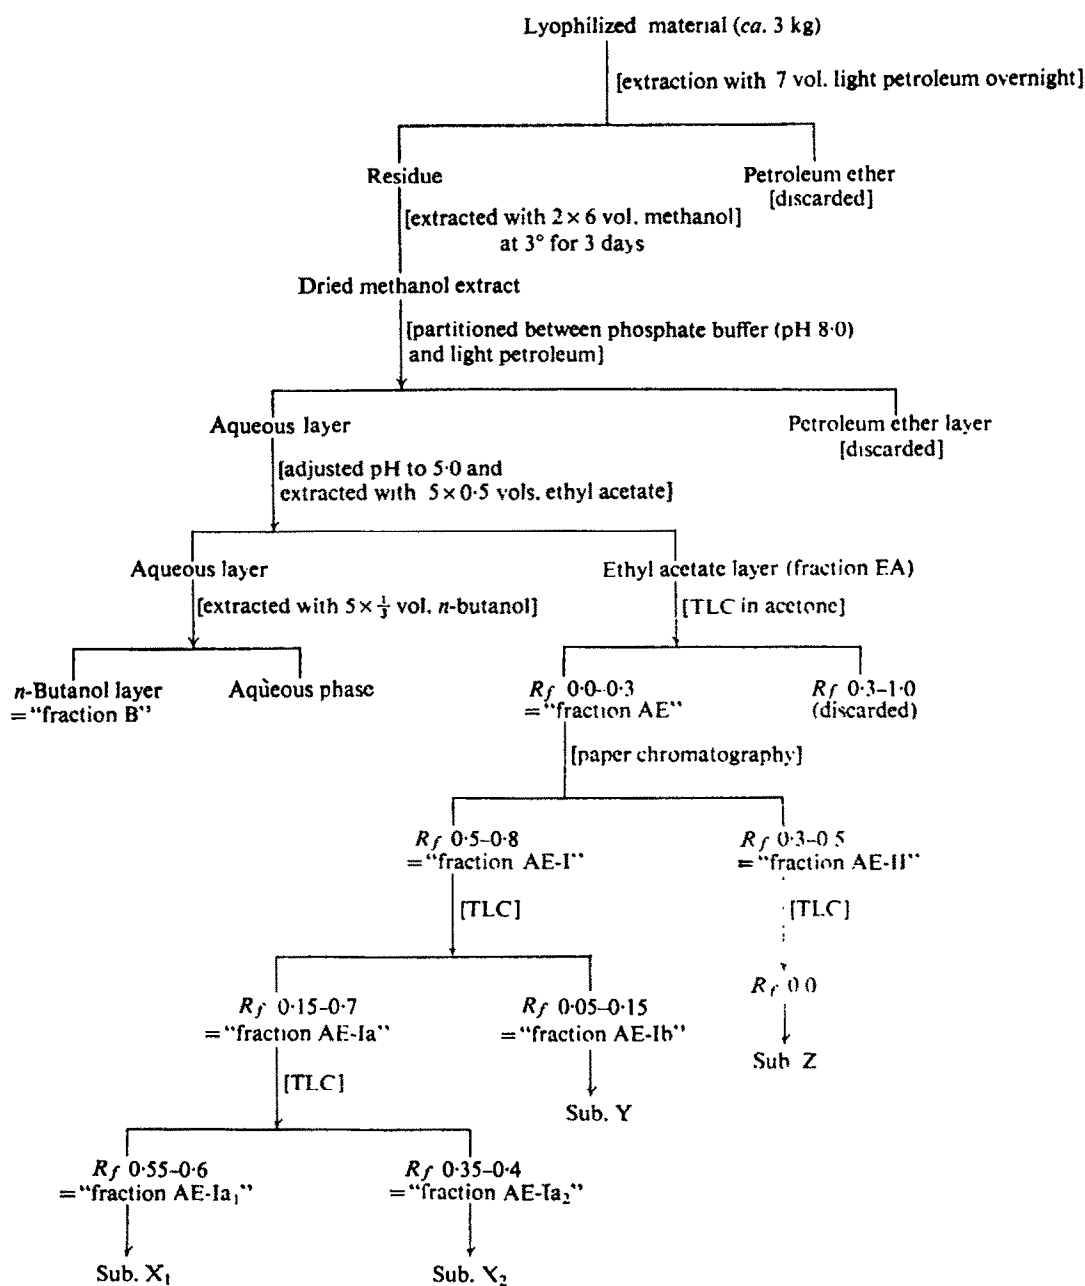 Lyophilized material (ca. 3 kg)
[extraction with 7 vol. light petroleum overnight]
Residue
Petroleum ether
[discarded]
[extracted with 2 × 6 vol. methanol]
at 3° for 3 days
Dried methanol extract
[partitioned between phosphate buffer (pH 8·0)
and light petroleum]
Aqueous layer
Petroleum ether layer
[discarded]
[adjusted pH to 5·0 and
extracted with 5 × 0·5 vols. ethyl acetate]
Aqueous layer
Ethyl acetate layer (fraction EA)
[extracted with 5 × 1/3 vol. n-butanol]
[TLC in acetone]
n-Butanol layer
="fraction B"
Aqueous phase
Rf 0·0–0·3
="fraction AE"
Rf 0·3–1·0
(discarded)
[paper chromatography]
Rf 0·5–0·8
="fraction AE-I"
Rf 0·3–0·5
="fraction AE-II"
[TLC]
[TLC]
Rf 0·15–0·7
="fraction AE-Ia"
Rf 0·05–0·15
="fraction AE-Ib"
Rf 0·0
Sub Z
[TLC]
Sub. Y
Rf 0·55–0·6
="fraction AE-Ia₁"
Rf 0·35–0·4
="fraction AE-Ia₂"
Sub. X₁
Sub. X₂